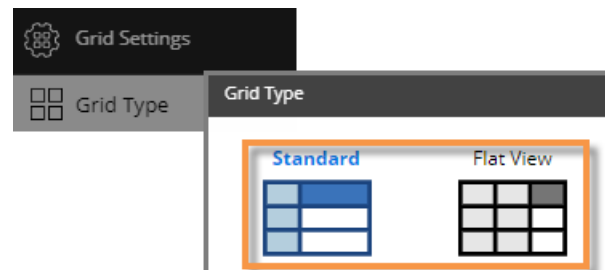 Grid Settings
Grid Type
Grid Type
Standard
Flat View